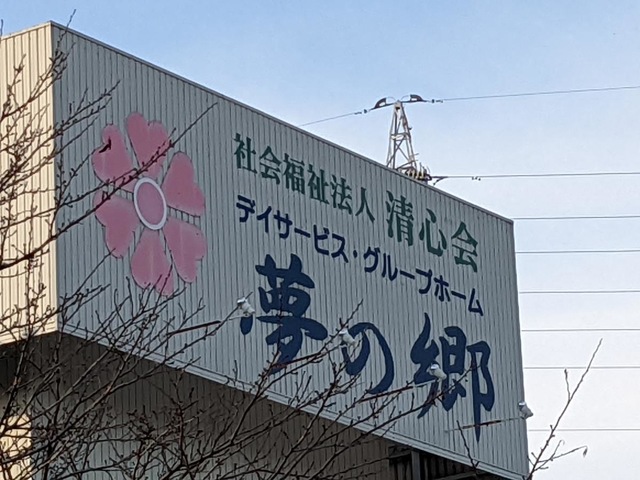 社会福祉法人 清心会
デイサービス・グループホーム
夢の郷